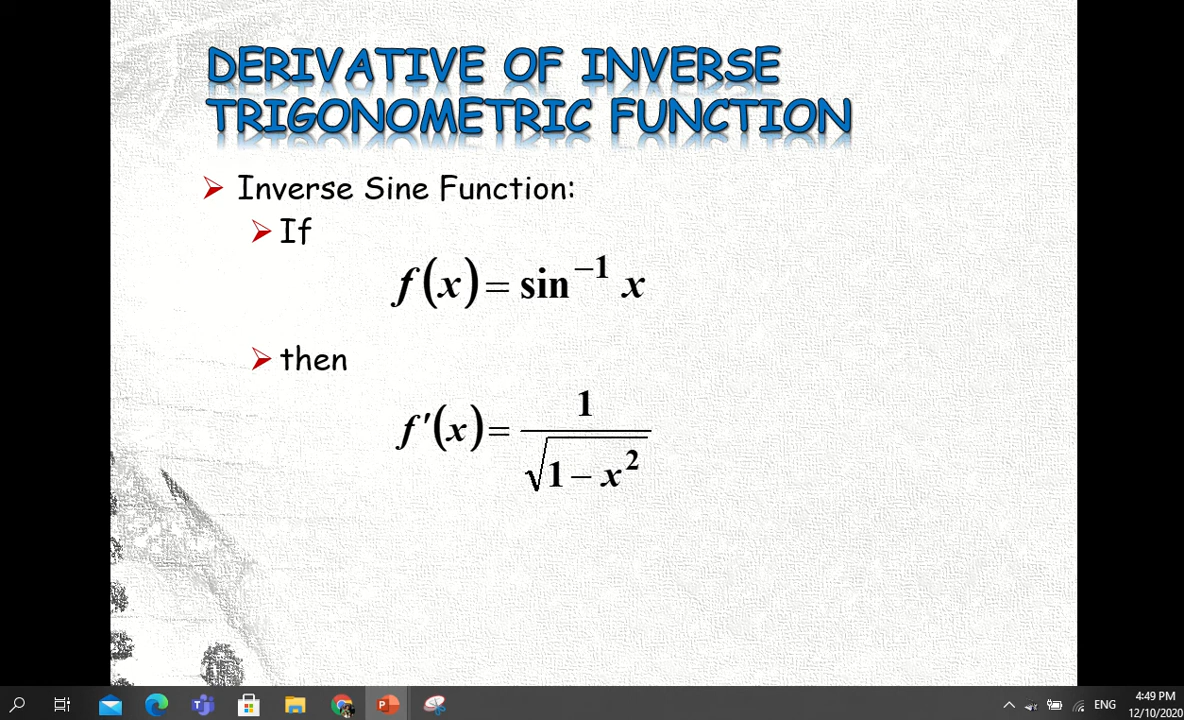 DERIVATIVE OF INVERSE
TRIGONOMETRIC FUNCTION
➢ Inverse Sine Function:
➢ If
f(x) = sin⁻¹ x
➢ then
f′(x) = 1 / √(1 − x²)
ENG
4:49 PM
12/10/2020